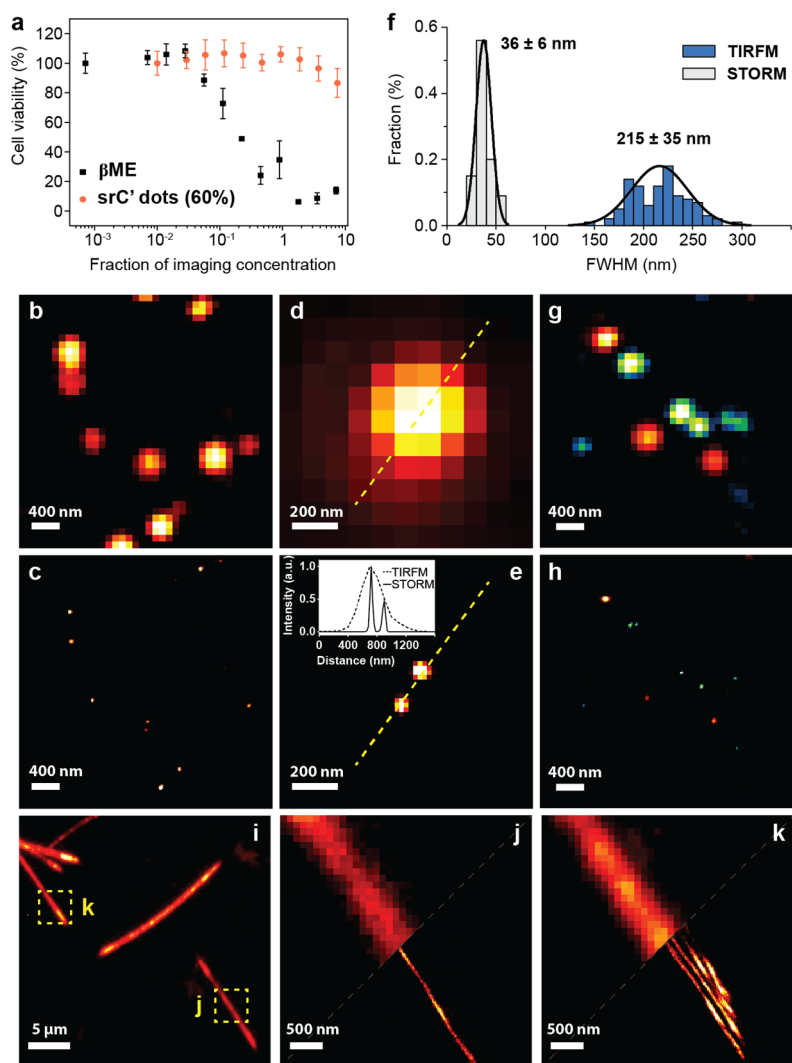 a
Cell viability (%)
120
100
80
60
40
20
0
βME
srC' dots (60%)
10⁻³
10⁻²
10⁻¹
1
10
Fraction of imaging concentration
f
Fraction (%)
0.6
0.4
0.2
0.0
36 ± 6 nm
215 ± 35 nm
TIRFM
STORM
0
50
100
150
200
250
300
FWHM (nm)
b
400 nm
d
200 nm
g
400 nm
c
400 nm
e
Intensity (a.u.)
1.0
0.5
0.0
TIRFM
STORM
0
400
800
1200
Distance (nm)
200 nm
h
400 nm
i
k
j
5 μm
j
500 nm
k
500 nm